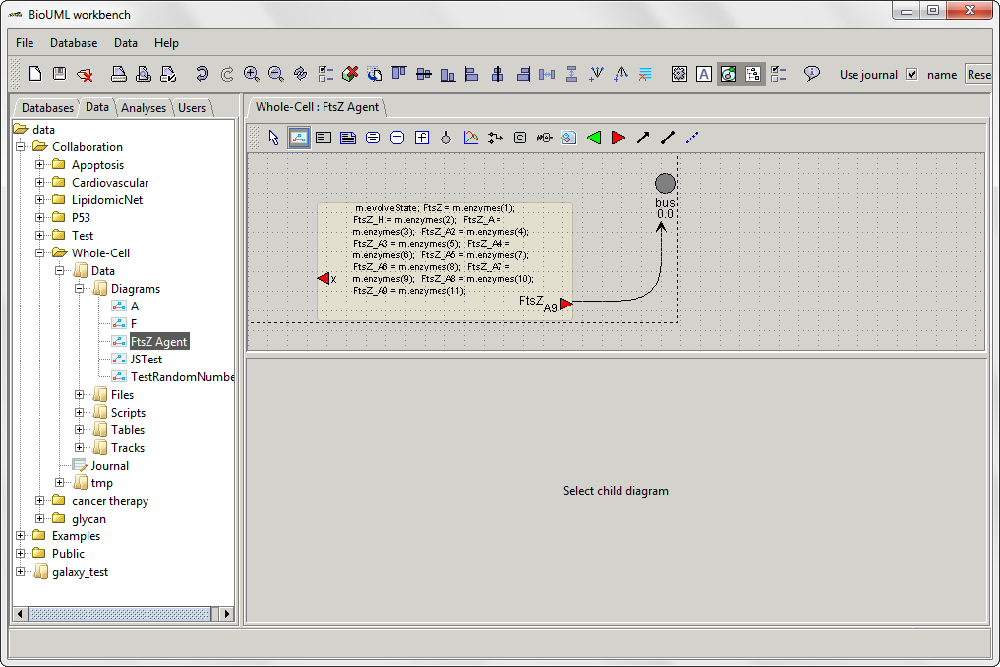 BioUML workbench
File Database Data Help
Use journal name Rese
Databases Data Analyses Users
data
Collaboration
Apoptosis
Cardiovascular
LipidomicNet
P53
Test
Whole-Cell
Data
Diagrams
A
F
FtsZ Agent
JSTest
TestRandomNumbe
Files
Scripts
Tables
Tracks
Journal
tmp
cancer therapy
glycan
Examples
Public
galaxy_test
Whole-Cell : FtsZ Agent
m.evolveState; FtsZ = m.enzymes(1);
FtsZ_H = m.enzymes(2); FtsZ_A =
m.enzymes(3); FtsZ_A2 = m.enzymes(4);
FtsZ_A3 = m.enzymes(5); FtsZ_A4 =
m.enzymes(6); FtsZ_A5 = m.enzymes(7);
FtsZ_A6 = m.enzymes(8); FtsZ_A7 =
m.enzymes(9); FtsZ_A8 = m.enzymes(10);
FtsZ_A9 = m.enzymes(11);
x
FtsZ_A9
bus
0.0
Select child diagram